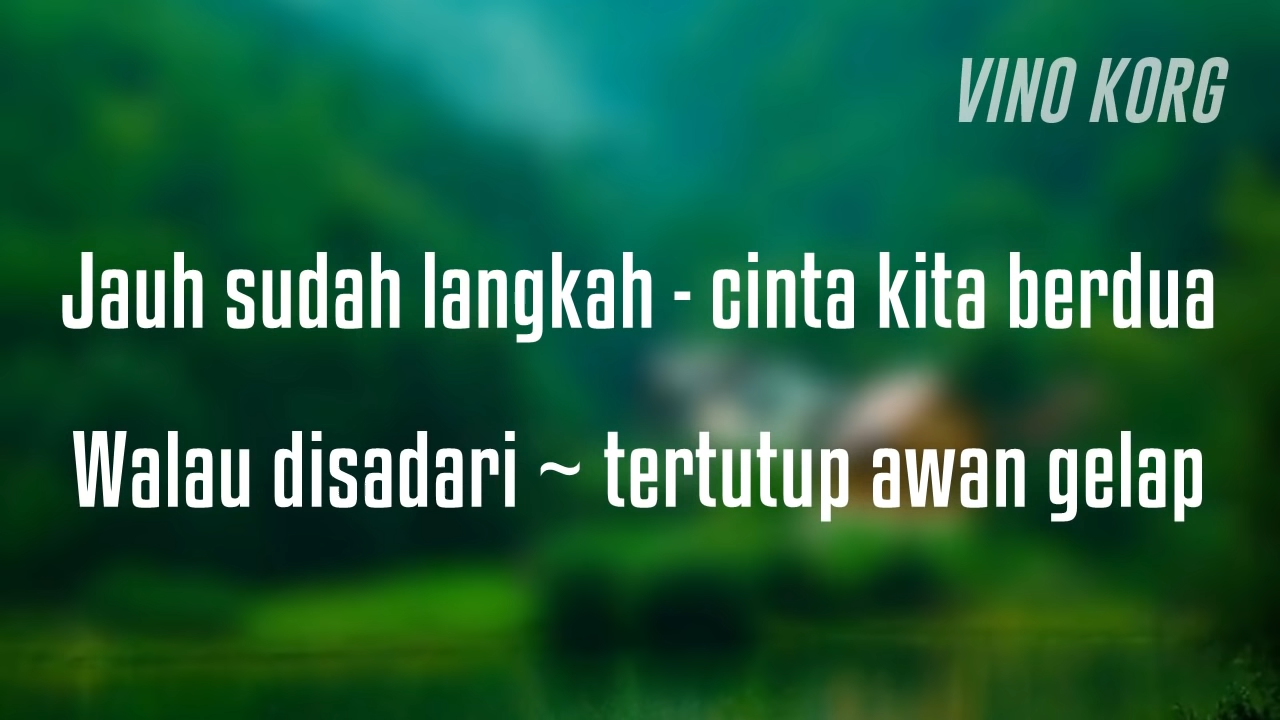 VINO KORG
Jauh sudah langkah - cinta kita berdua
Walau disadari ~ tertutup awan gelap